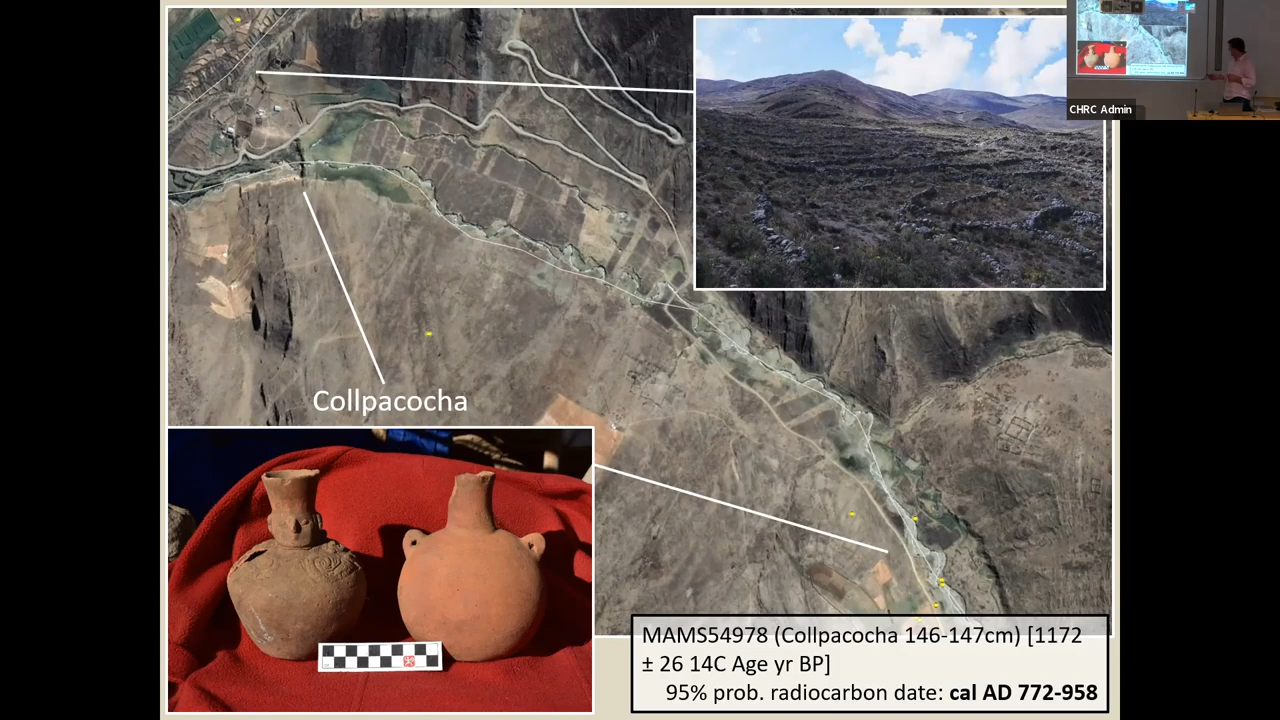 CHRC Admin
Collpacocha
MAMS54978 (Collpacocha 146-147cm) [1172
± 26 14C Age yr BP]
95% prob. radiocarbon date: cal AD 772-958